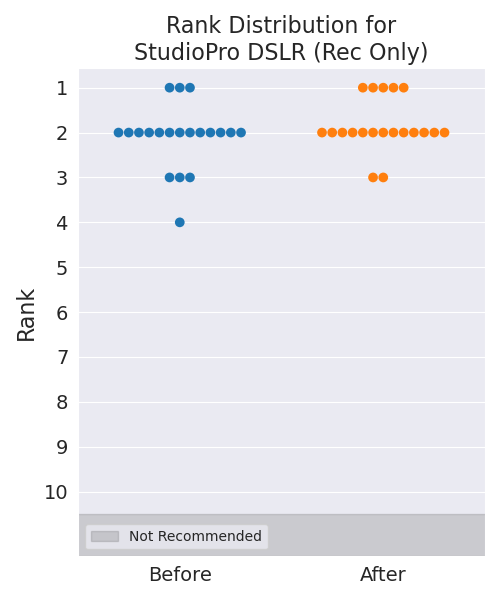 Rank Distribution for
StudioPro DSLR (Rec Only)
Rank
1
2
3
4
5
6
7
8
9
10
Not Recommended
Before After